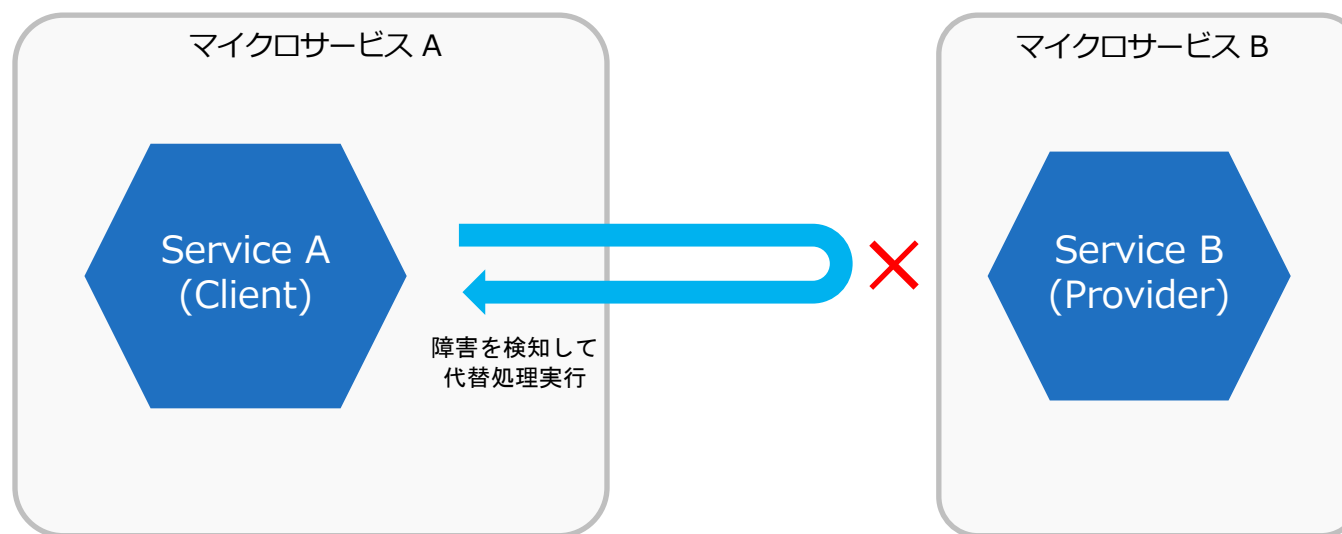 マイクロサービス A
マイクロサービス B
Service A
(Client)
Service B
(Provider)
障害を検知して
代替処理実行